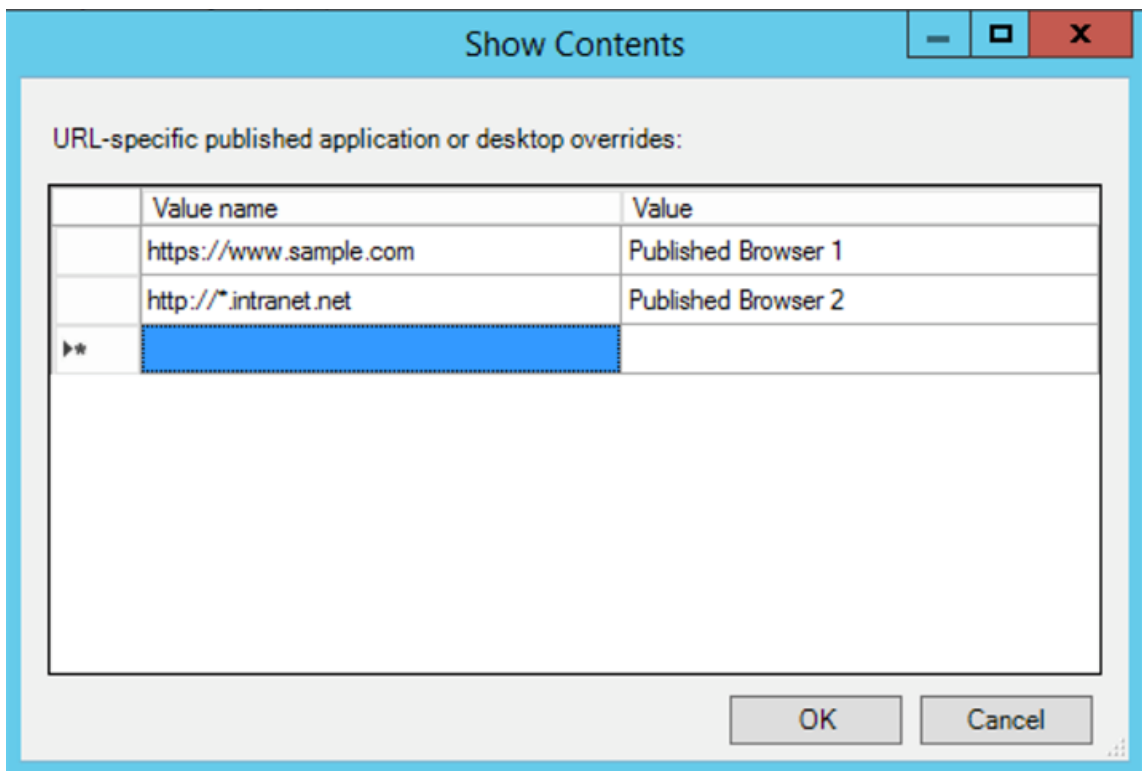 Show Contents
URL-specific published application or desktop overrides:
Value name Value
https://www.sample.com Published Browser 1
http://*.intranet.net Published Browser 2
OK Cancel